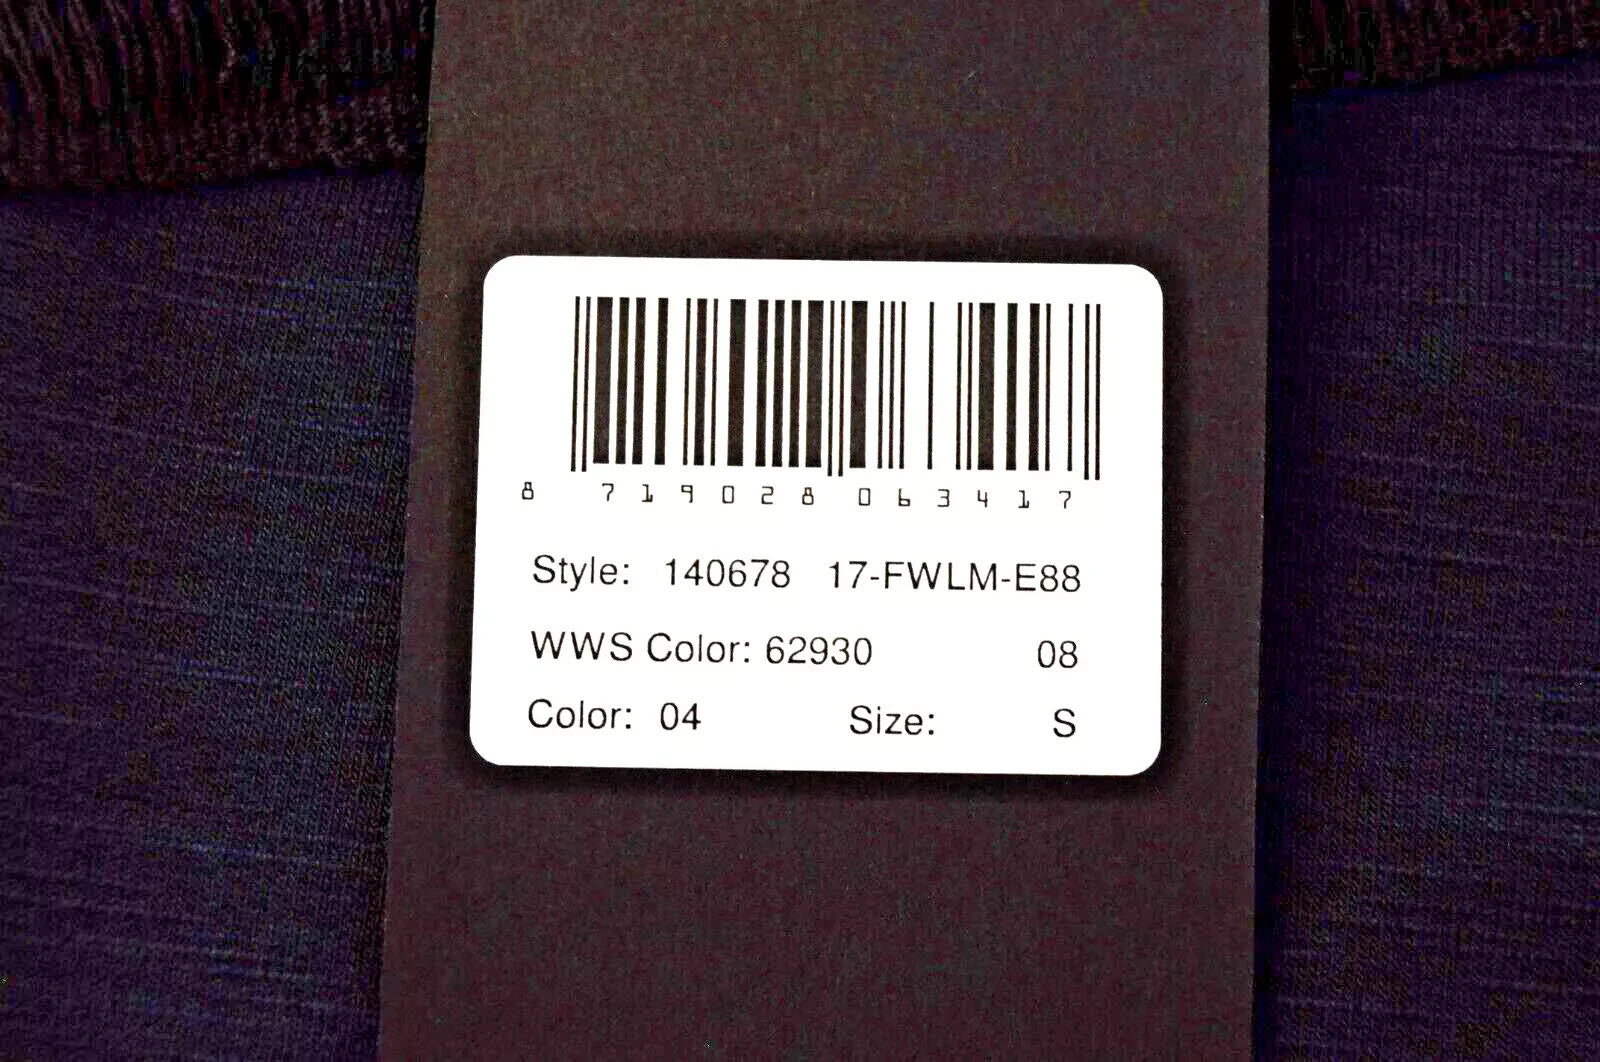 8 719028 063417
Style: 140678 17-FWLM-E88
WWS Color: 62930 08
Color: 04 Size: S